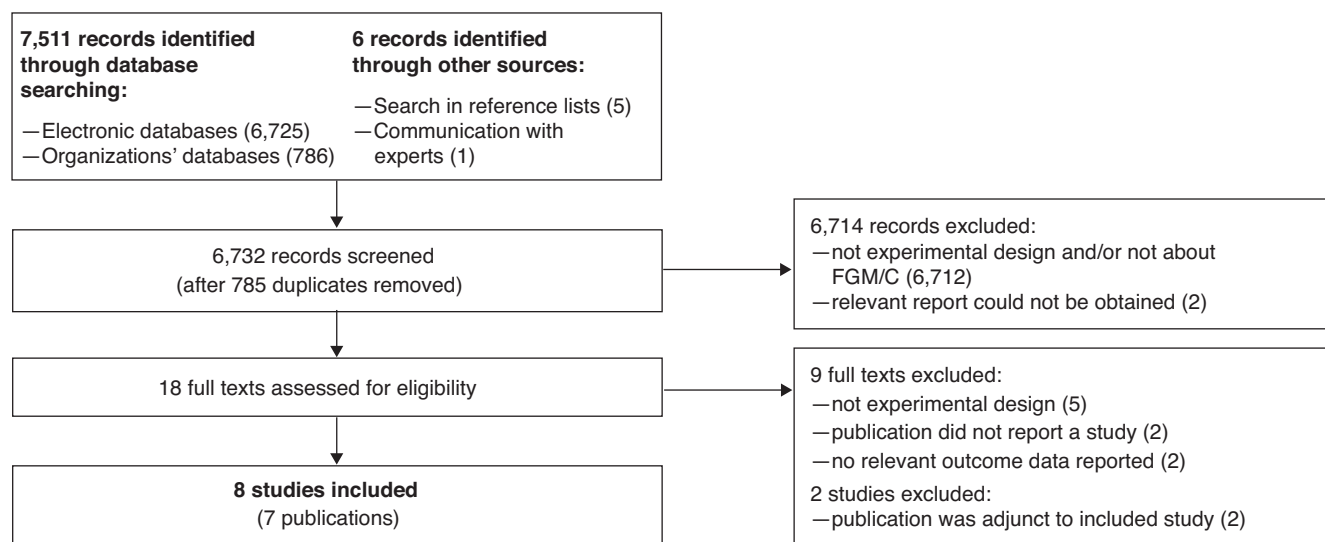 7,511 records identified
through database
searching:
—Electronic databases (6,725)
—Organizations’ databases (786)
6 records identified
through other sources:
—Search in reference lists (5)
—Communication with
experts (1)
6,732 records screened
(after 785 duplicates removed)
6,714 records excluded:
—not experimental design and/or not about
FGM/C (6,712)
—relevant report could not be obtained (2)
18 full texts assessed for eligibility
9 full texts excluded:
—not experimental design (5)
—publication did not report a study (2)
—no relevant outcome data reported (2)
2 studies excluded:
—publication was adjunct to included study (2)
8 studies included
(7 publications)